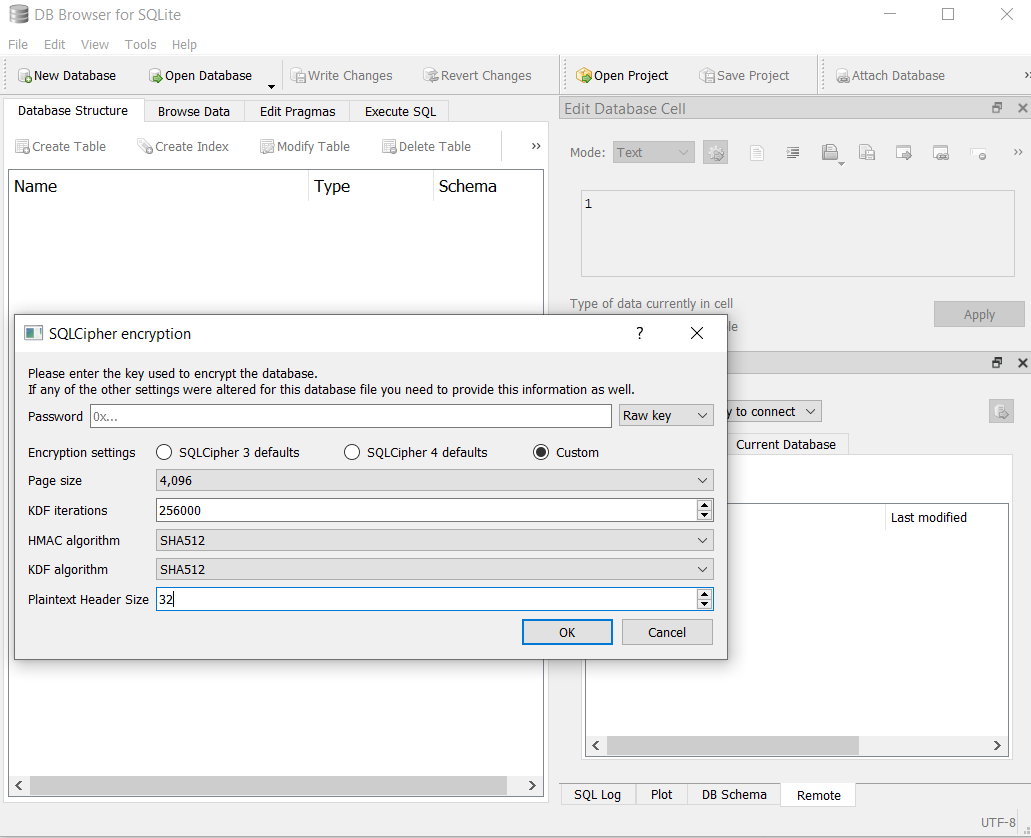 DB Browser for SQLite
File Edit View Tools Help
New Database Open Database Write Changes Revert Changes Open Project Save Project Attach Database »
Database Structure Browse Data Edit Pragmas Execute SQL
Edit Database Cell
Create Table Create Index Modify Table Delete Table »
Mode: Text »
Name Type Schema
1
Type of data currently in cell
Apply
le
SQLCipher encryption ?
Please enter the key used to encrypt the database.
If any of the other settings were altered for this database file you need to provide this information as well.
Password 0x... Raw key
y to connect
Encryption settings SQLCipher 3 defaults SQLCipher 4 defaults Custom
Current Database
Page size 4,096
KDF iterations 256000
Last modified
HMAC algorithm SHA512
KDF algorithm SHA512
Plaintext Header Size 32
OK Cancel
SQL Log Plot DB Schema Remote
UTF-8